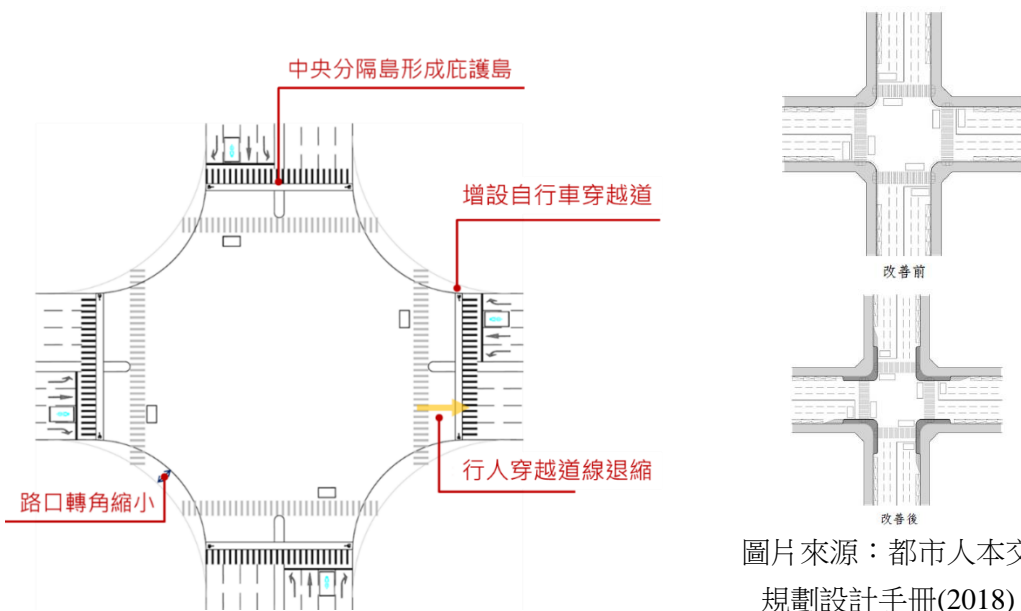 中央分隔島形成庇護島
增設自行車穿越道
行人穿越道線退縮
路口轉角縮小
改善前
改善後
圖片來源：都市人本交
規劃設計手冊(2018)